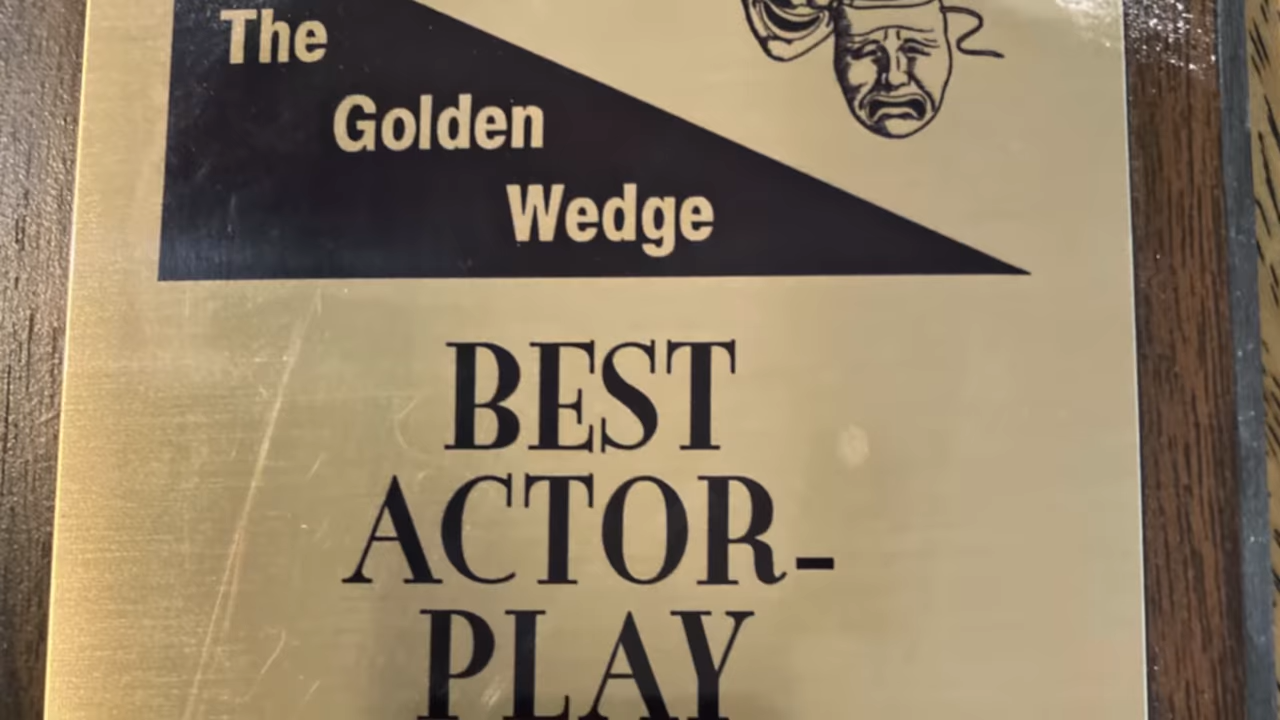 The
Golden
Wedge
BEST
ACTOR-
PLAY